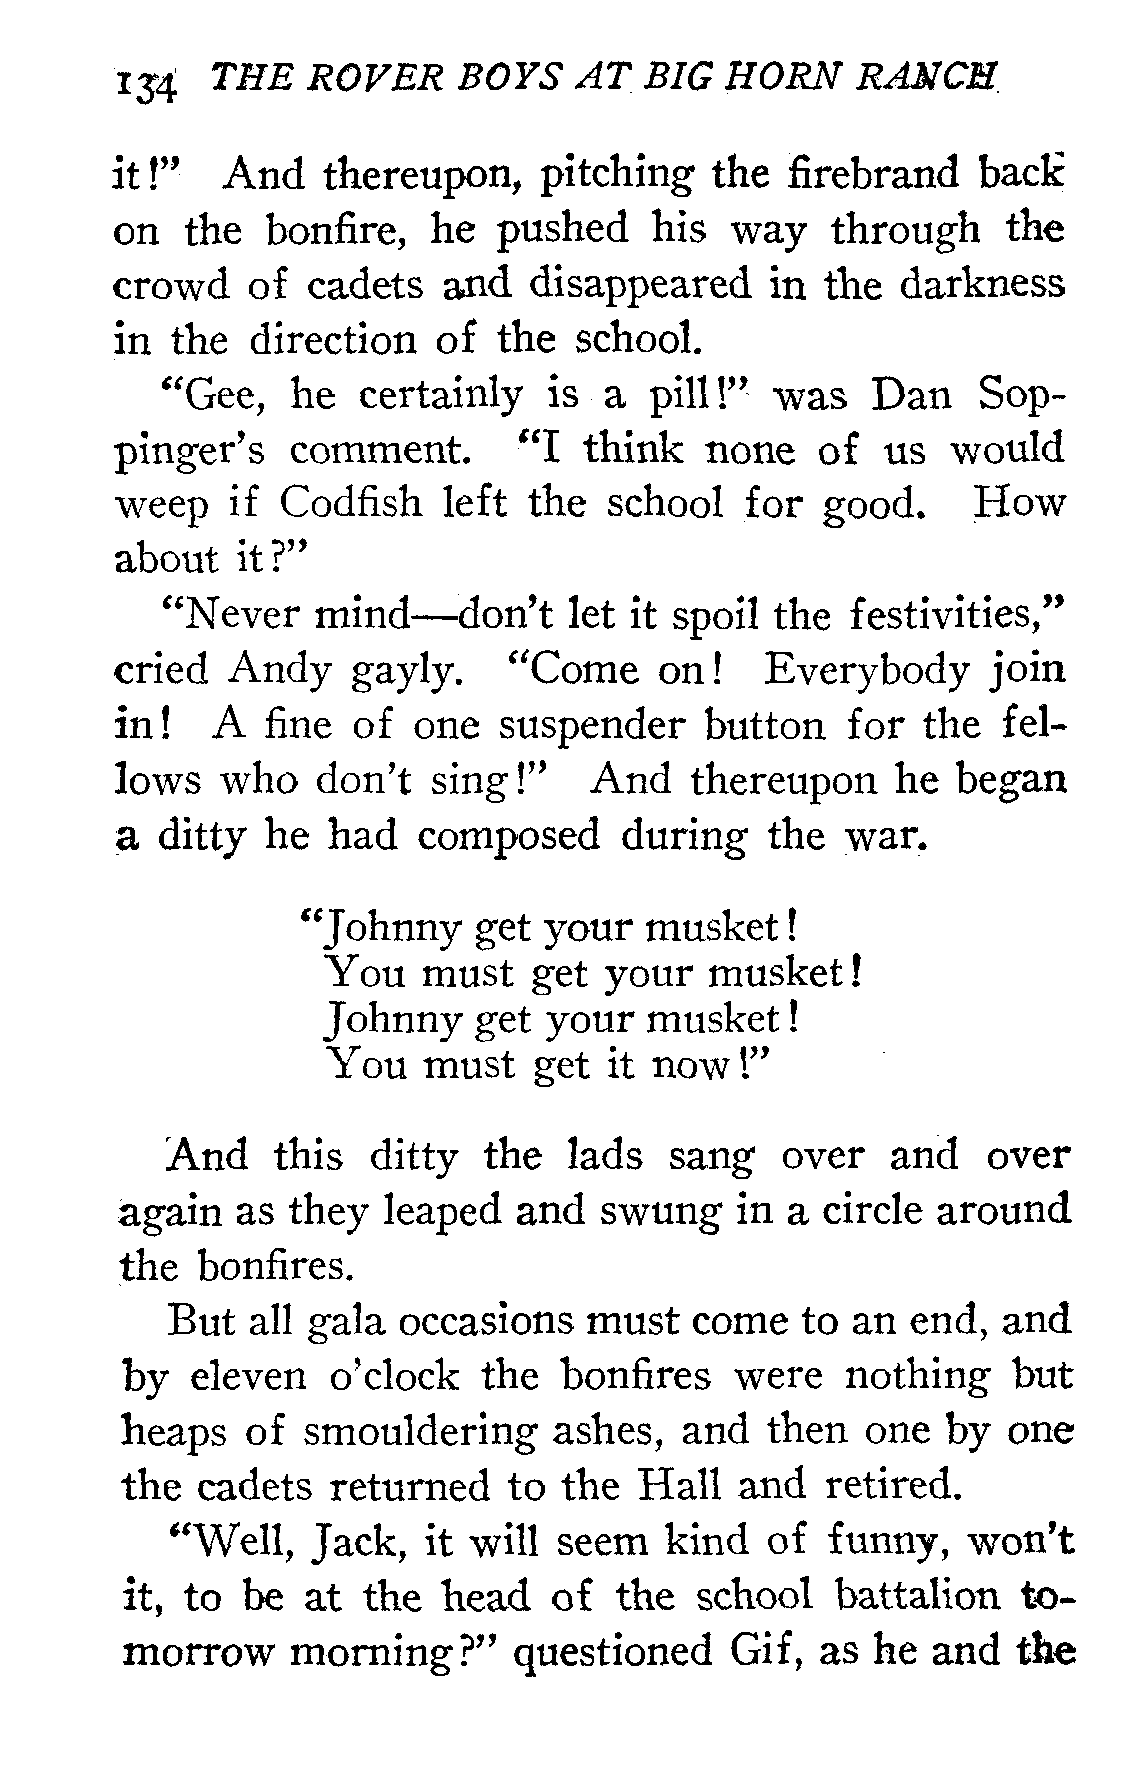 134 THE ROVER BOYS AT BIG HORN RANCH
it!” And thereupon, pitching the firebrand back
on the bonfire, he pushed his way through the
crowd of cadets and disappeared in the darkness
in the direction of the school.
“Gee, he certainly is a pill!” was Dan Sop-
pinger’s comment. “I think none of us would
weep if Codfish left the school for good. How
about it?”
“Never mind—don’t let it spoil the festivities,”
cried Andy gayly. “Come on! Everybody join
in! A fine of one suspender button for the fel-
lows who don’t sing!” And thereupon he began
a ditty he had composed during the war.
“Johnny get your musket!
You must get your musket!
Johnny get your musket!
You must get it now!”
And this ditty the lads sang over and over
again as they leaped and swung in a circle around
the bonfires.
But all gala occasions must come to an end, and
by eleven o’clock the bonfires were nothing but
heaps of smouldering ashes, and then one by one
the cadets returned to the Hall and retired.
“Well, Jack, it will seem kind of funny, won’t
it, to be at the head of the school battalion to-
morrow morning?” questioned Gif, as he and the